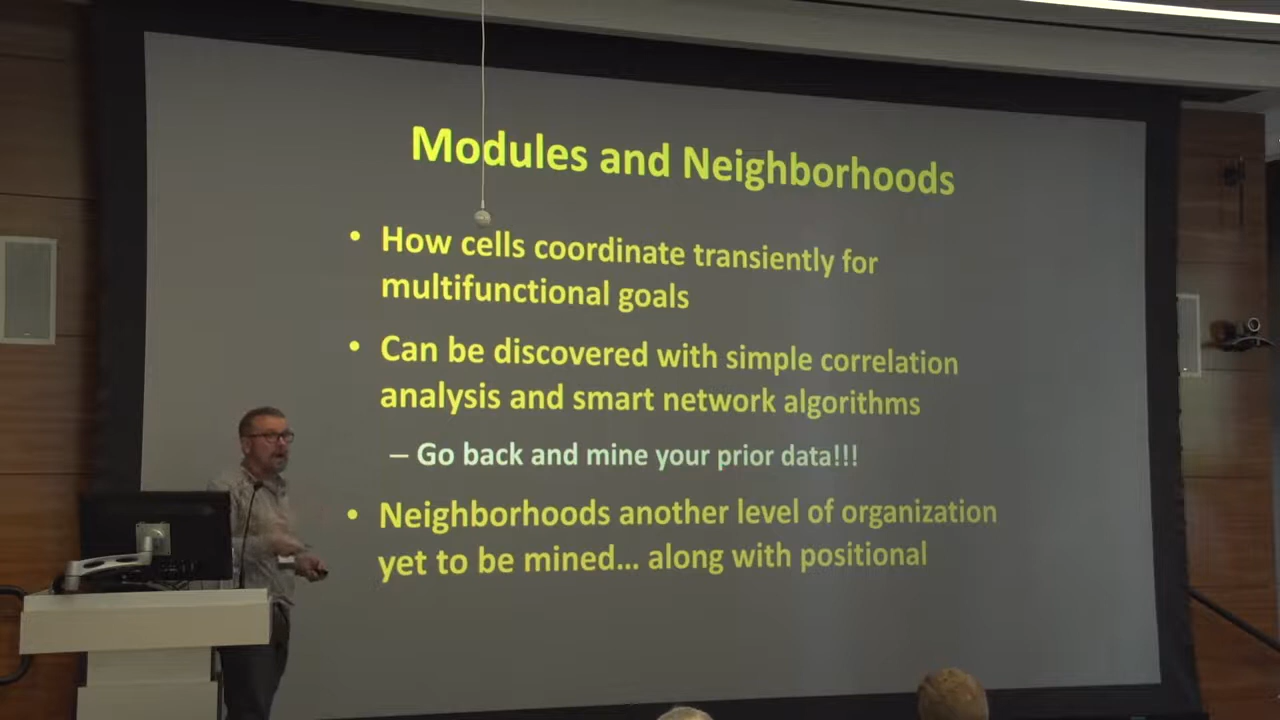 Modules and Neighborhoods
• How cells coordinate transiently for
multifunctional goals
• Can be discovered with simple correlation
analysis and smart network algorithms
– Go back and mine your prior data!!!
• Neighborhoods another level of organization
yet to be mined... along with positional